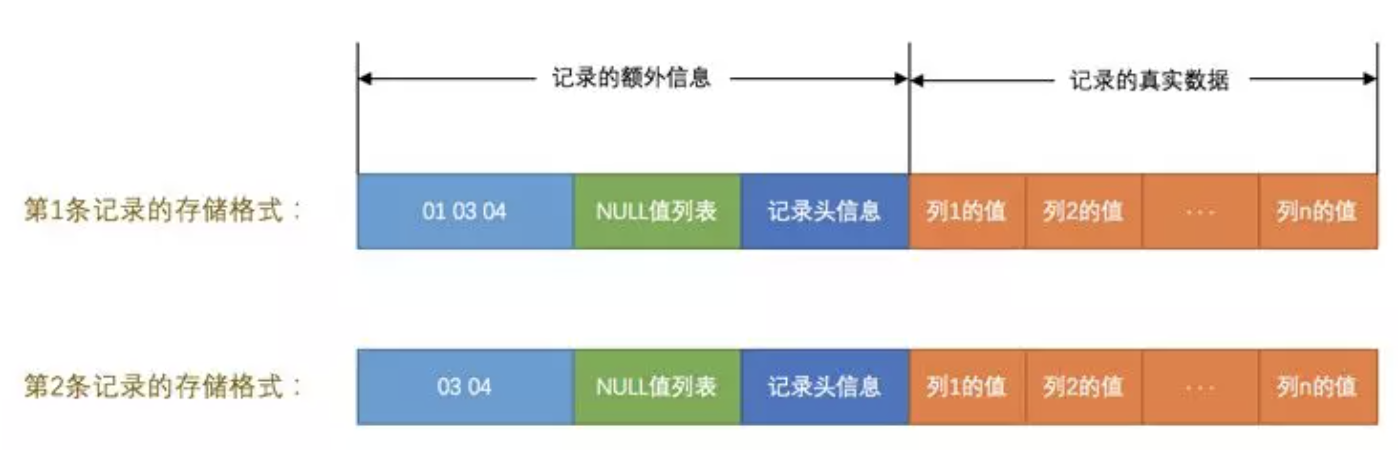 记录的额外信息 记录的真实数据
第1条记录的存储格式： 01 03 04 NULL值列表 记录头信息 列1的值 列2的值 ··· 列n的值
第2条记录的存储格式： 03 04 NULL值列表 记录头信息 列1的值 列2的值 ··· 列n的值